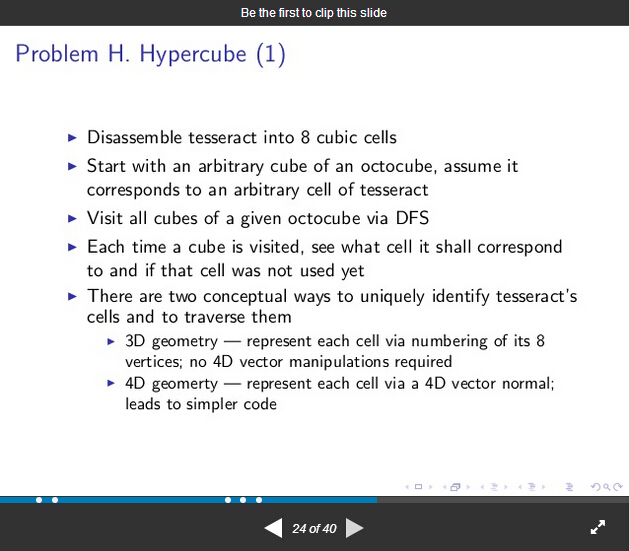 Be the first to clip this slide
Problem H. Hypercube (1)
Disassemble tesseract into 8 cubic cells
Start with an arbitrary cube of an octocube, assume it
corresponds to an arbitrary cell of tesseract
Visit all cubes of a given octocube via DFS
Each time a cube is visited, see what cell it shall correspond
to and if that cell was not used yet
There are two conceptual ways to uniquely identify tesseract's
cells and to traverse them
3D geometry — represent each cell via numbering of its 8
vertices; no 4D vector manipulations required
4D geomerty — represent each cell via a 4D vector normal;
leads to simpler code
24 of 40